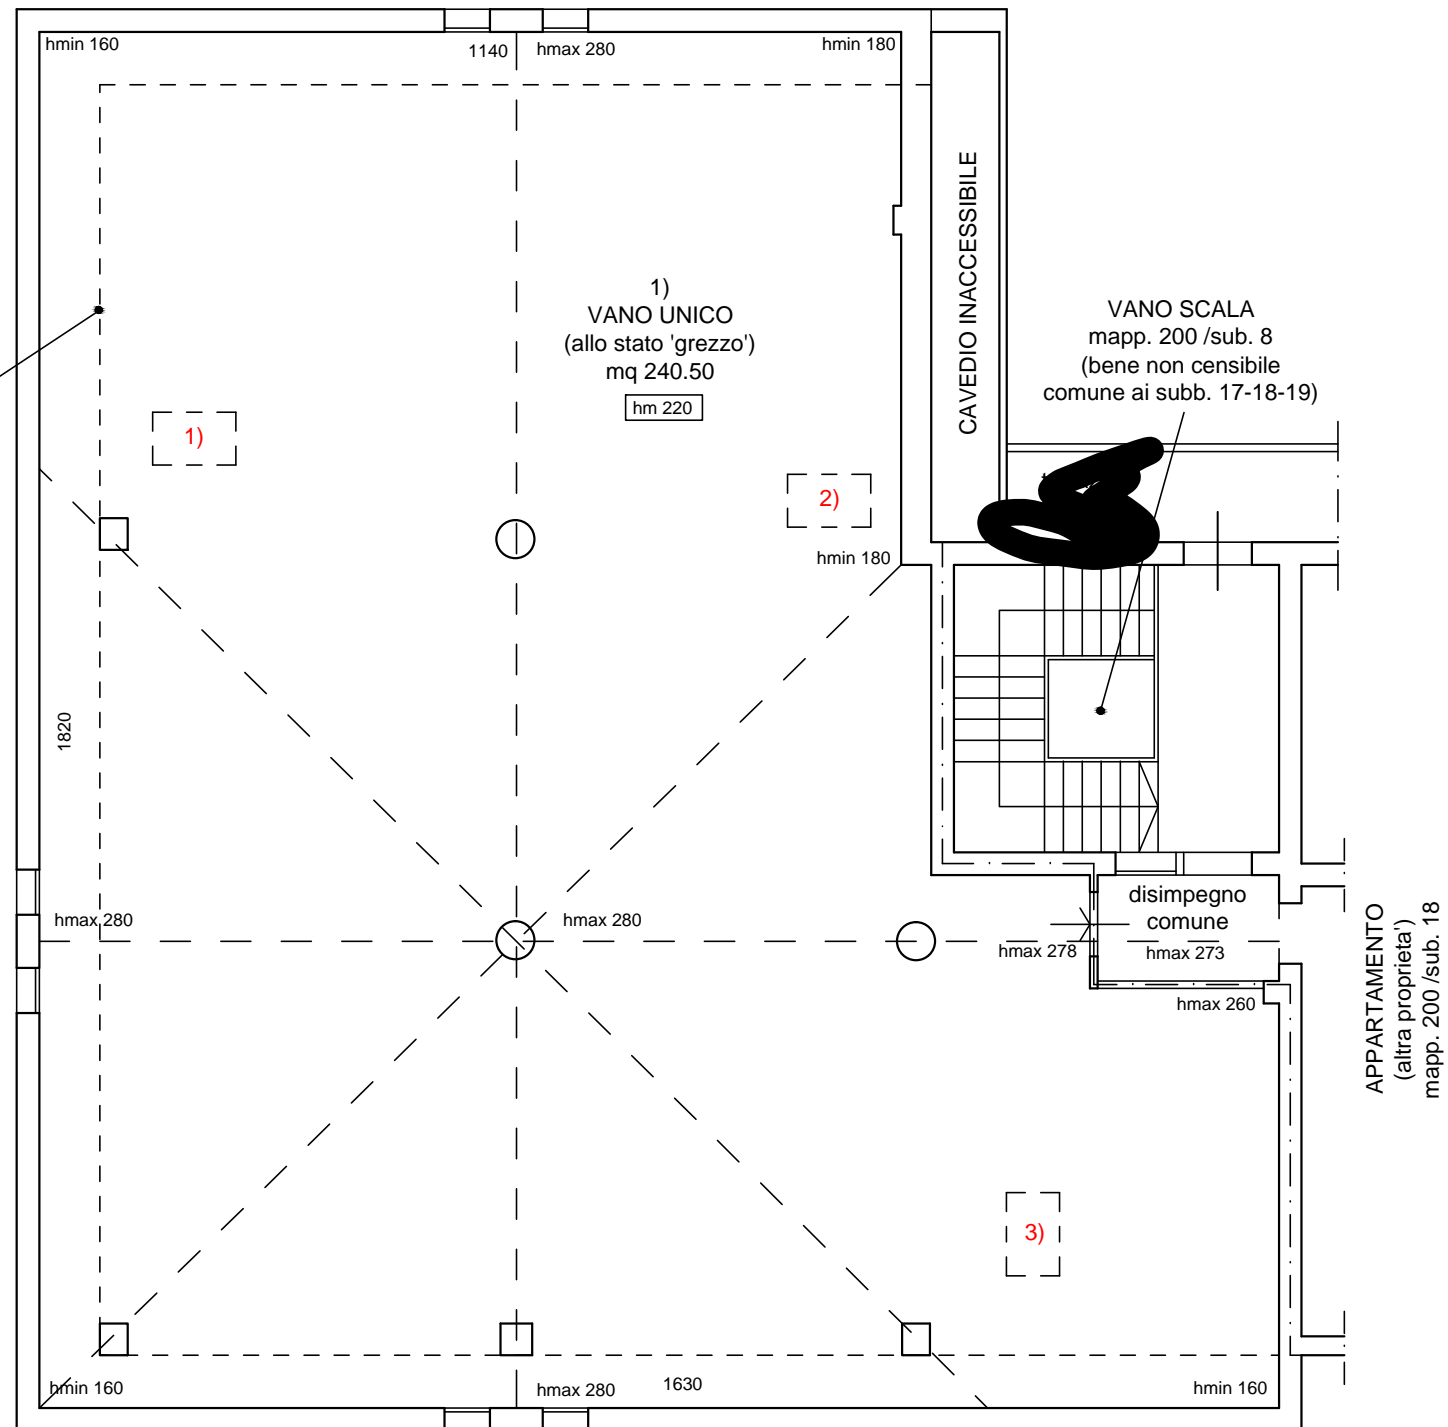 hmin 160
1140
hmax 280
hmin 180
CAVEDIO INACCESSIBILE
1)
VANO UNICO
(allo stato 'grezzo')
mq 240.50
hm 220
VANO SCALA
mapp. 200 /sub. 8
(bene non censibile
comune ai subb. 17-18-19)
1)
2)
hmin 180
1820
hmax 280
hmax 280
disimpegno
comune
hmax 278
hmax 273
hmax 260
APPARTAMENTO
(altra proprieta')
mapp. 200 /sub. 18
3)
hmin 160
hmax 280
1630
hmin 160